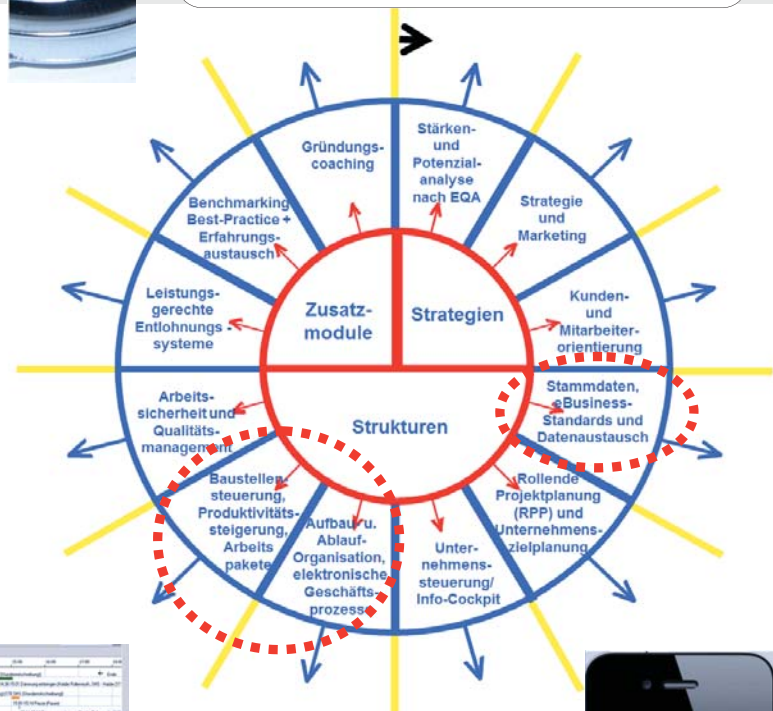 Gründungs-
coaching
Stärken-
und
Potenzial-
analyse
nach EQA
Strategie
und
Marketing
Kunden-
und
Mitarbeiter-
orientierung
Stammdaten,
eBusiness-
Standards und
Datenaustausch
Rollende
Projektplanung
(RPP) und
Unternehmens-
zielplanung
Unter-
nehmens-
steuerung/
Info-Cockpit
Aufbau u.
Ablauf-
Organisation,
elektronische
Geschäfts-
prozesse
Baustellen-
steuerung,
Produktivitäts-
steigerung,
Arbeits
pakete
Arbeits-
sicherheit und
Qualitäts-
management
Leistungs-
gerechte
Entlohnungs -
systeme
Benchmarking
Best-Practice +
Erfahrungs-
austausch
Zusatz-
module
Strategien
Strukturen